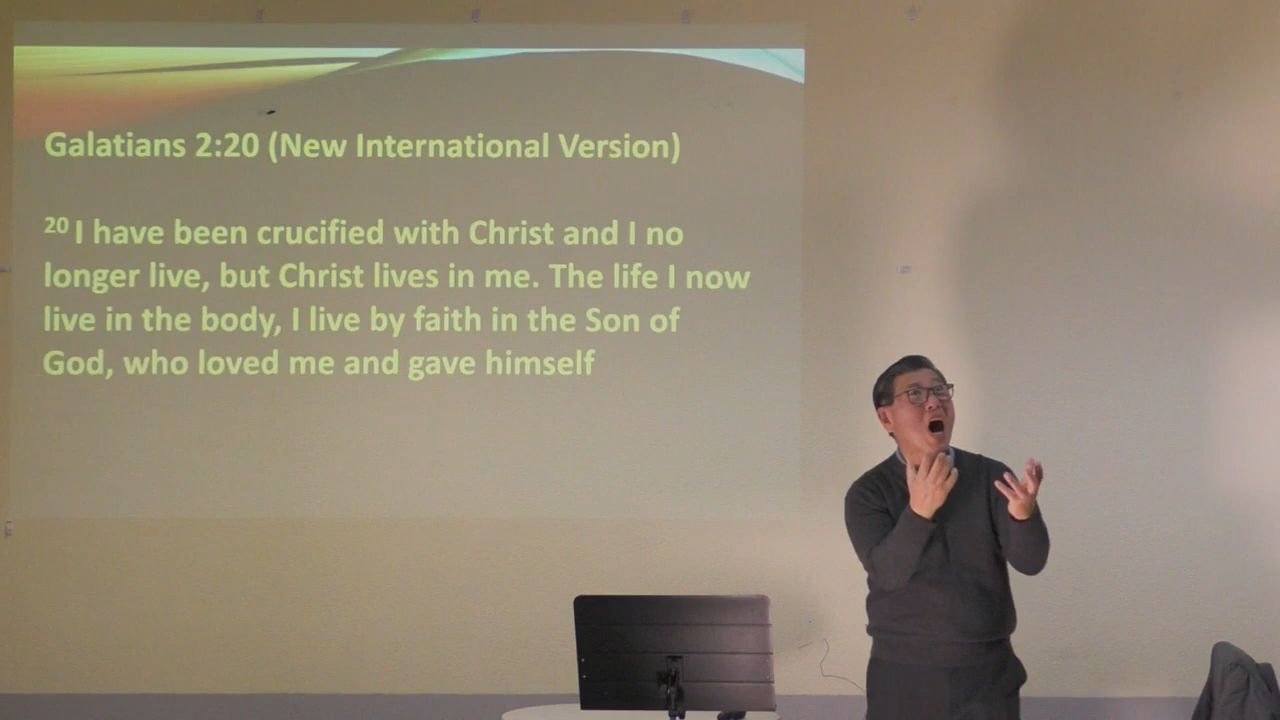 Galatians 2:20 (New International Version)
20 I have been crucified with Christ and I no
longer live, but Christ lives in me. The life I now
live in the body, I live by faith in the Son of
God, who loved me and gave himself